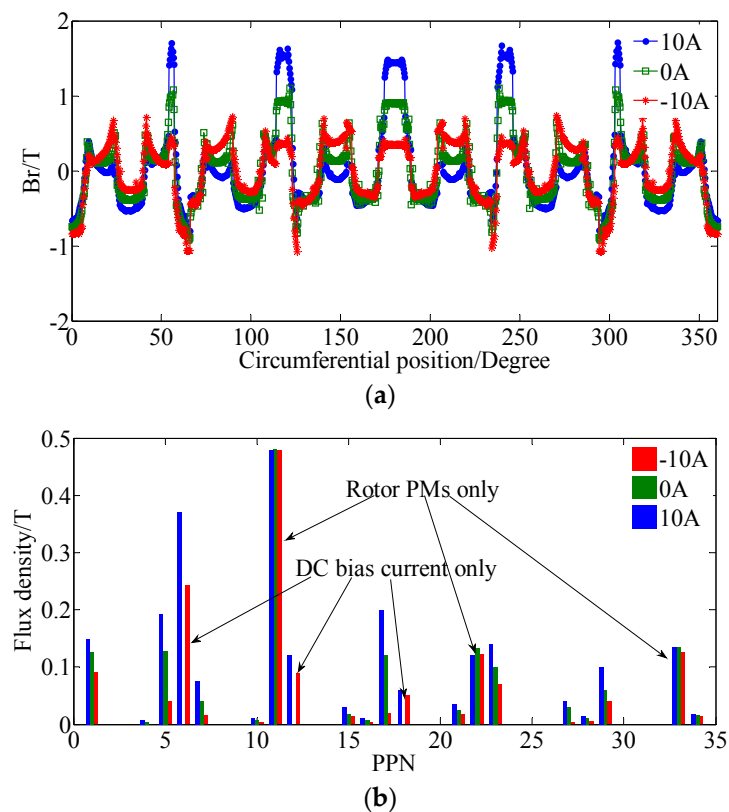 2
1
0
-1
-2
Br/T
10A
0A
-10A
0 50 100 150 200 250 300 350
Circumferential position/Degree
(a)
0.5
0.4
0.3
0.2
0.1
0
Flux density/T
-10A
0A
10A
Rotor PMs only
DC bias current only
0 5 10 15 20 25 30 35
PPN
(b)